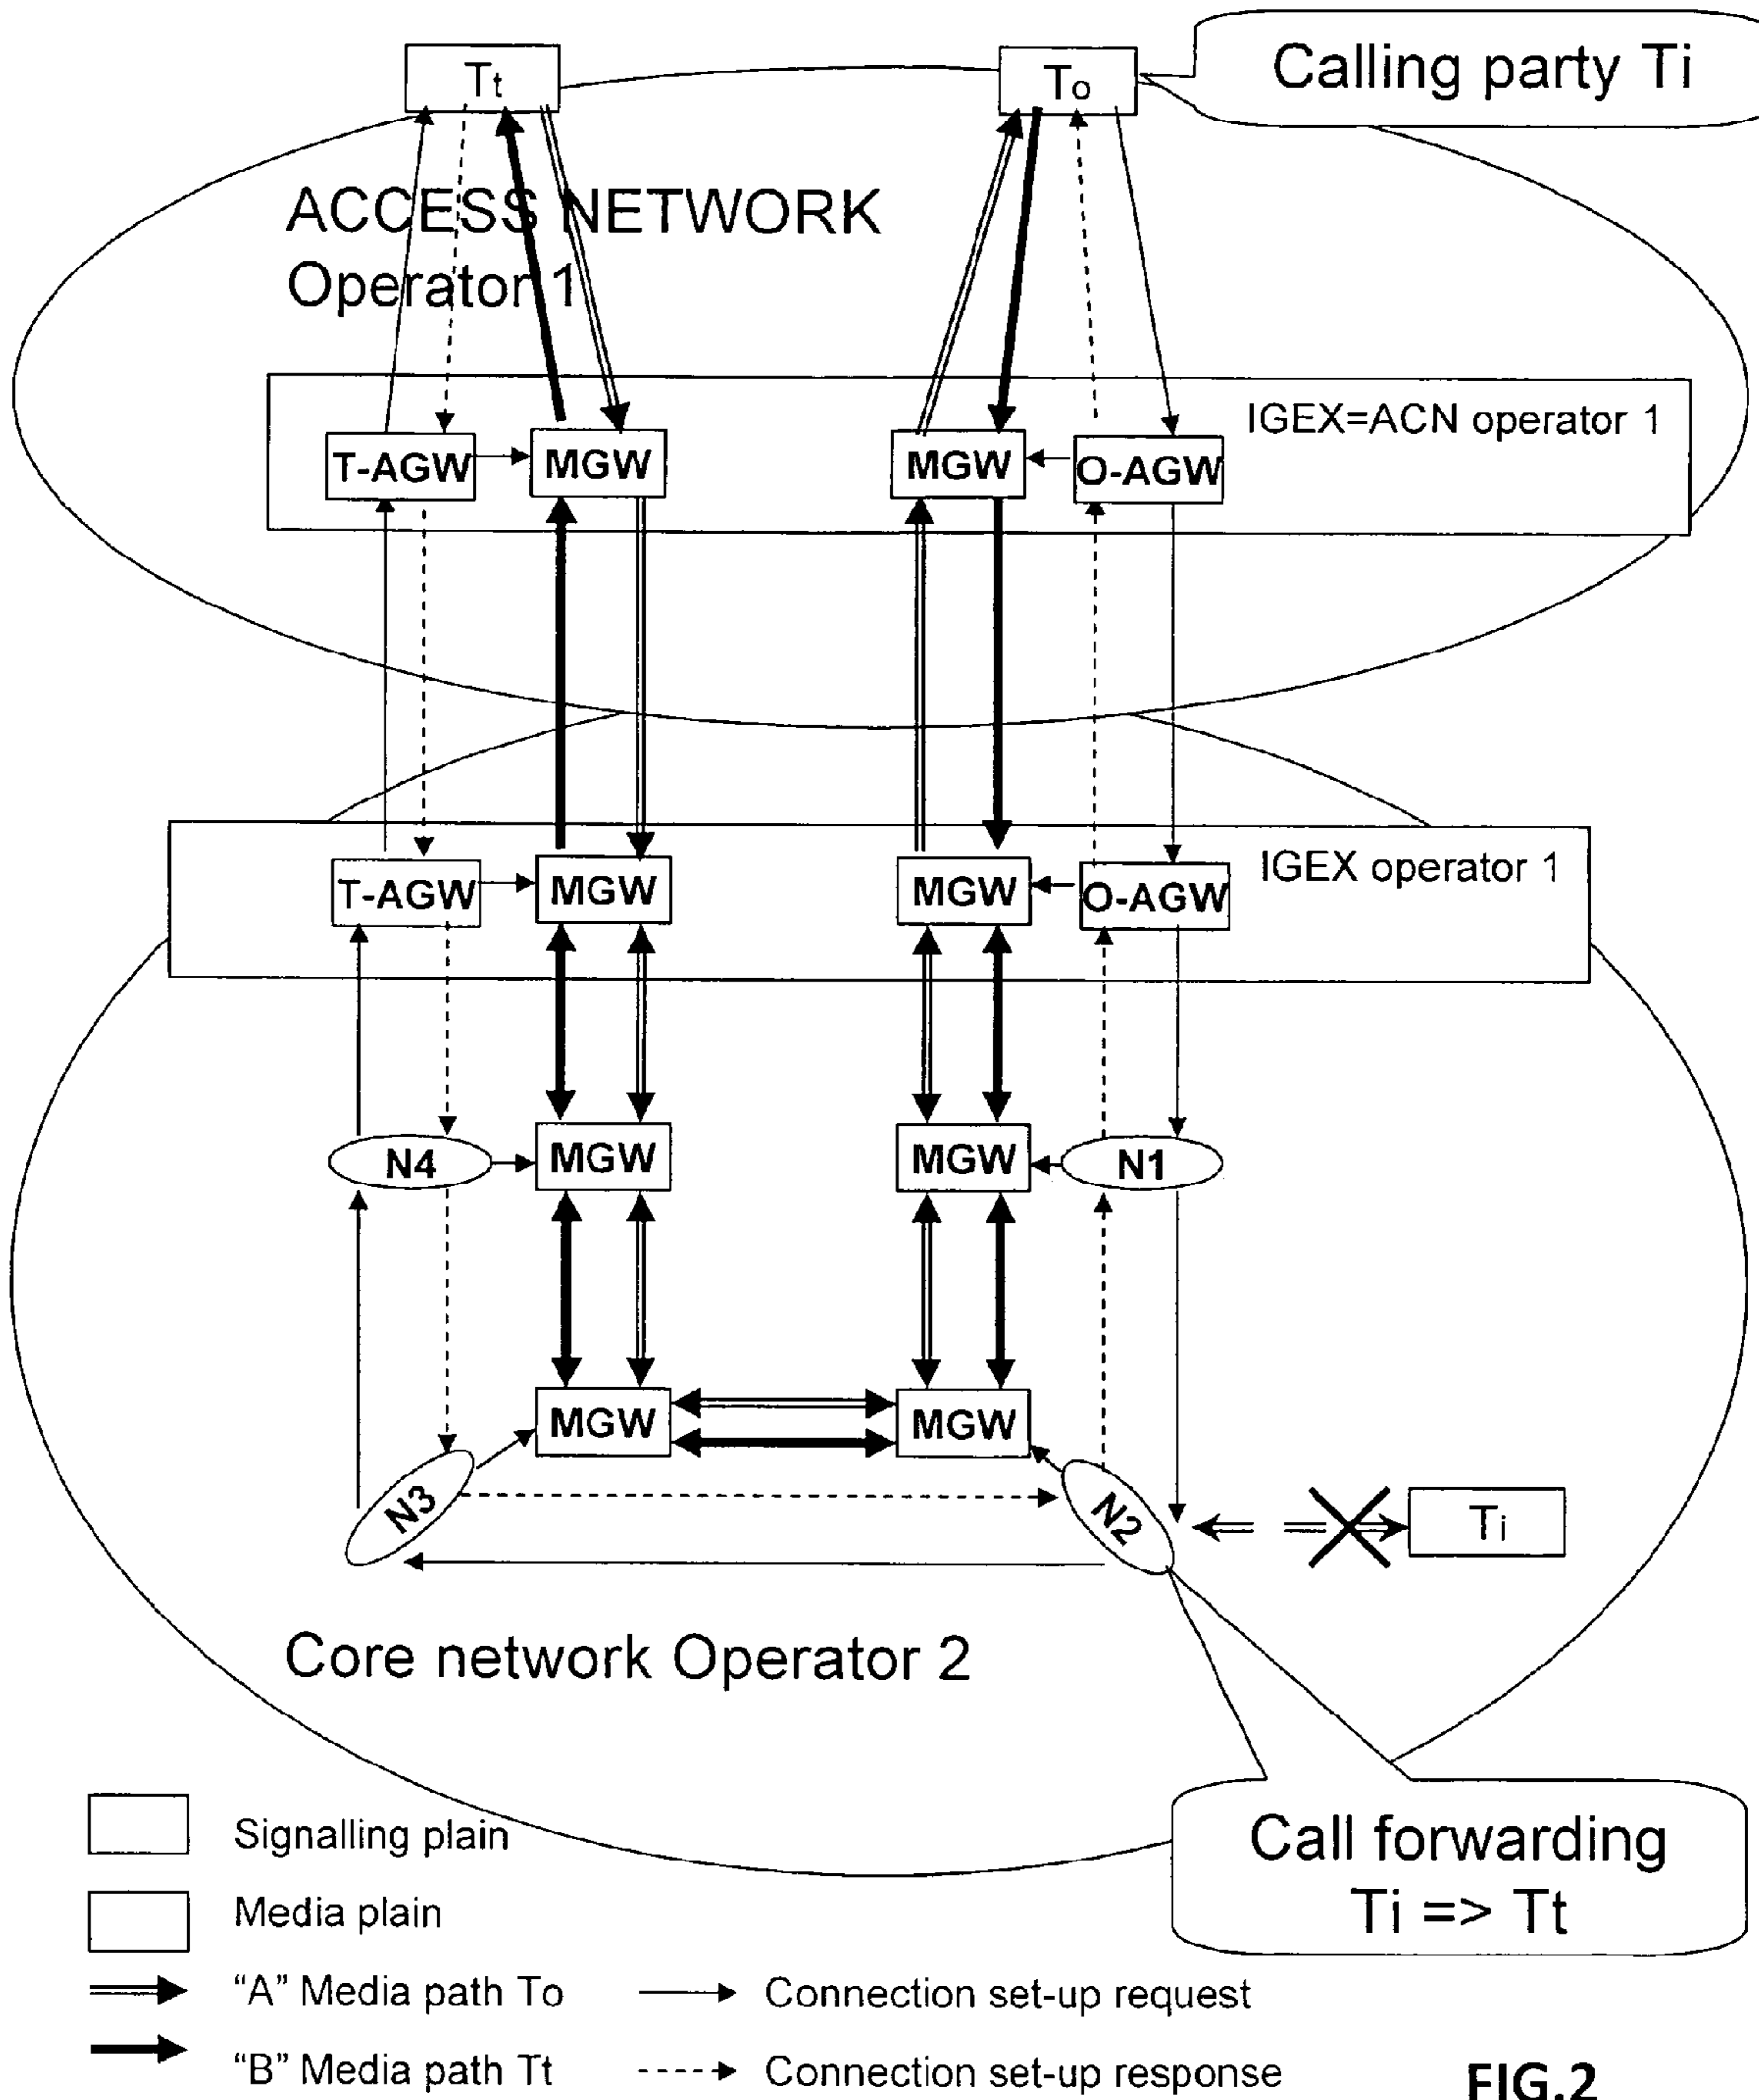 Tt
To
Calling party Ti
ACCESS NETWORK
Operator 1
IGEX=ACN operator 1
T-AGW
MGW
MGW
O-AGW
IGEX operator 1
T-AGW
MGW
MGW
O-AGW
N4
MGW
MGW
N1
MGW
MGW
N3
N2
Ti
Core network Operator 2
Call forwarding
Ti => Tt
Signalling plain
Media plain
“A” Media path To
Connection set-up request
“B” Media path Tt
Connection set-up response
FIG.2